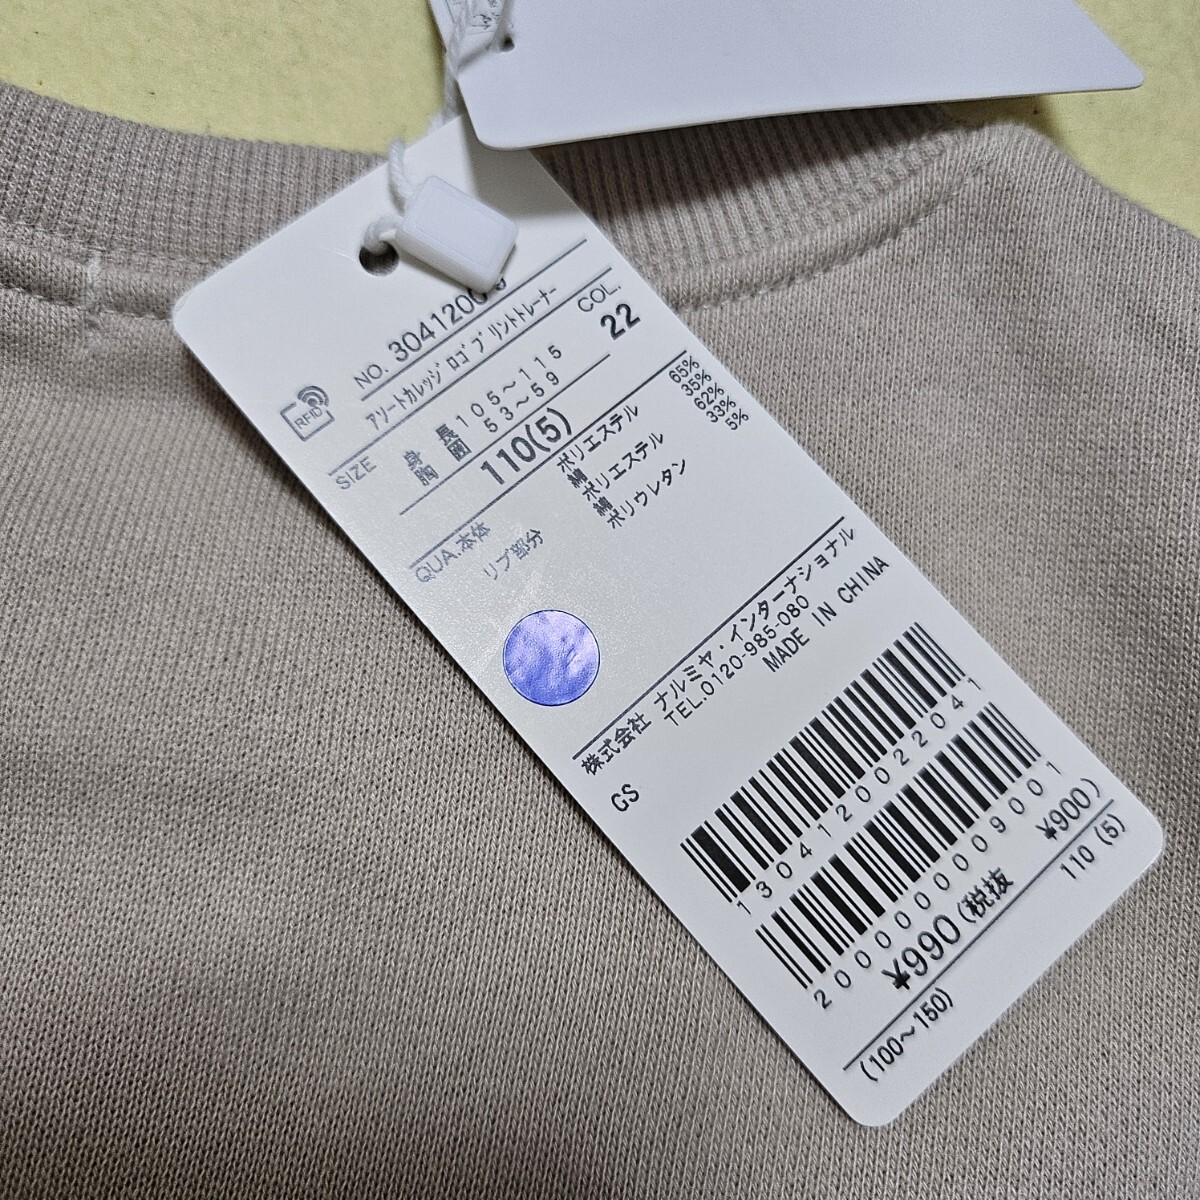 RFID
NO. 3041200
アリートカレッジロゴプリントトレーナー
COL.
22
SIZE
身長 105～115
胸囲 53～59
110(5)
QUA.本体 ポリエステル 65%
綿 35%
リブ部分 ポリエステル 62%
綿 33%
ポリウレタン 5%
株式会社 ナルミヤ・インターナショナル
TEL.0120-985-080
MADE IN CHINA
GS
1304120022041
2000000009001
¥990(税抜 ¥900)
(100～150) 110 (5)